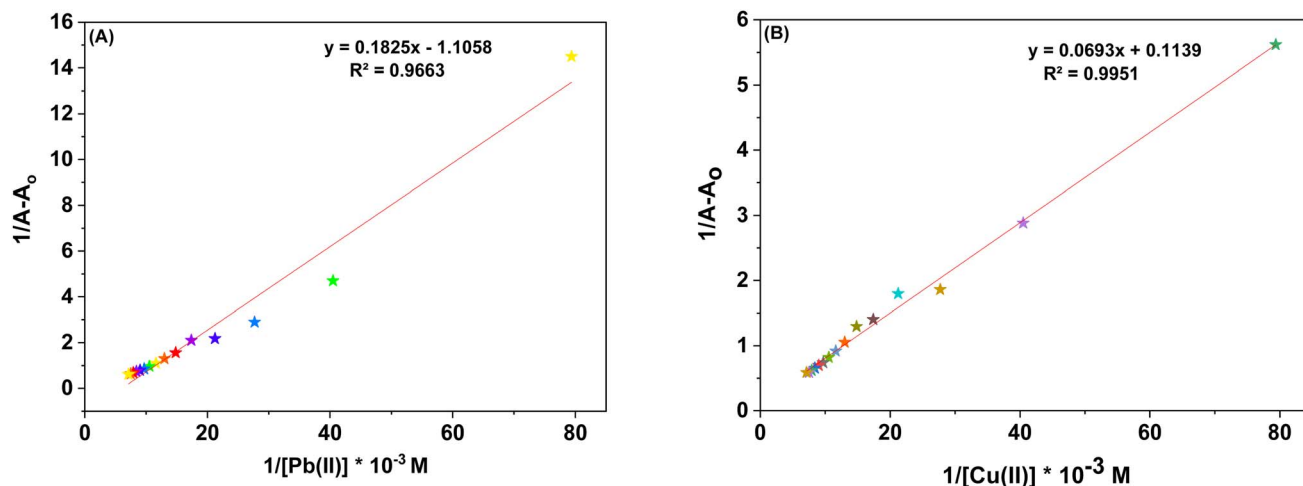 (A)
y = 0.1825x - 1.1058
R² = 0.9663
16
14
12
10
8
6
4
2
0
1/A-Aₒ
0 20 40 60 80
1/[Pb(II)] * 10⁻³ M
(B)
y = 0.0693x + 0.1139
R² = 0.9951
6
5
4
3
2
1
0
1/A-Aₒ
0 20 40 60 80
1/[Cu(II)] * 10⁻³ M